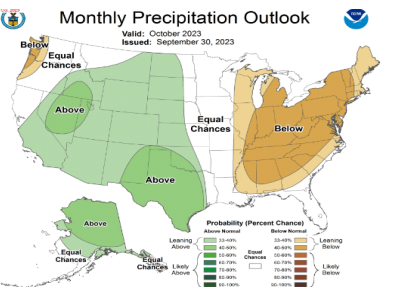 Monthly Precipitation Outlook
Valid: October 2023
Issued: September 30, 2023
Below
Equal
Chances
Above
Equal
Chances
Below
Above
Above
Equal
Chances
Equal
Chances
Probability (Percent Chance)
Above Normal
Below Normal
Leaning
Above
33-40%
40-50%
50-60%
60-70%
70-80%
80-90%
90-100%
Likely
Above
Equal
Chances
33-40%
40-50%
50-60%
60-70%
70-80%
80-90%
90-100%
Leaning
Below
Likely
Below